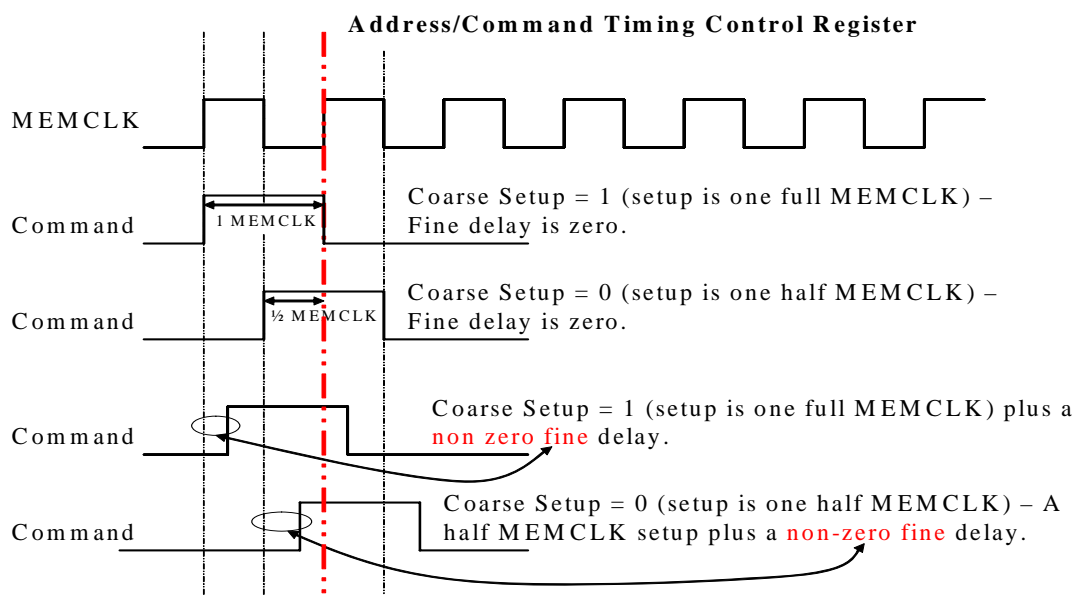 Address/Command Timing Control Register
MEMCLK
Command
1 MEMCLK
Coarse Setup = 1 (setup is one full MEMCLK) –
Fine delay is zero.
Command
½ MEMCLK
Coarse Setup = 0 (setup is one half MEMCLK) –
Fine delay is zero.
Command
Coarse Setup = 1 (setup is one full MEMCLK) plus a
non zero fine delay.
Command
Coarse Setup = 0 (setup is one half MEMCLK) – A
half MEMCLK setup plus a non-zero fine delay.